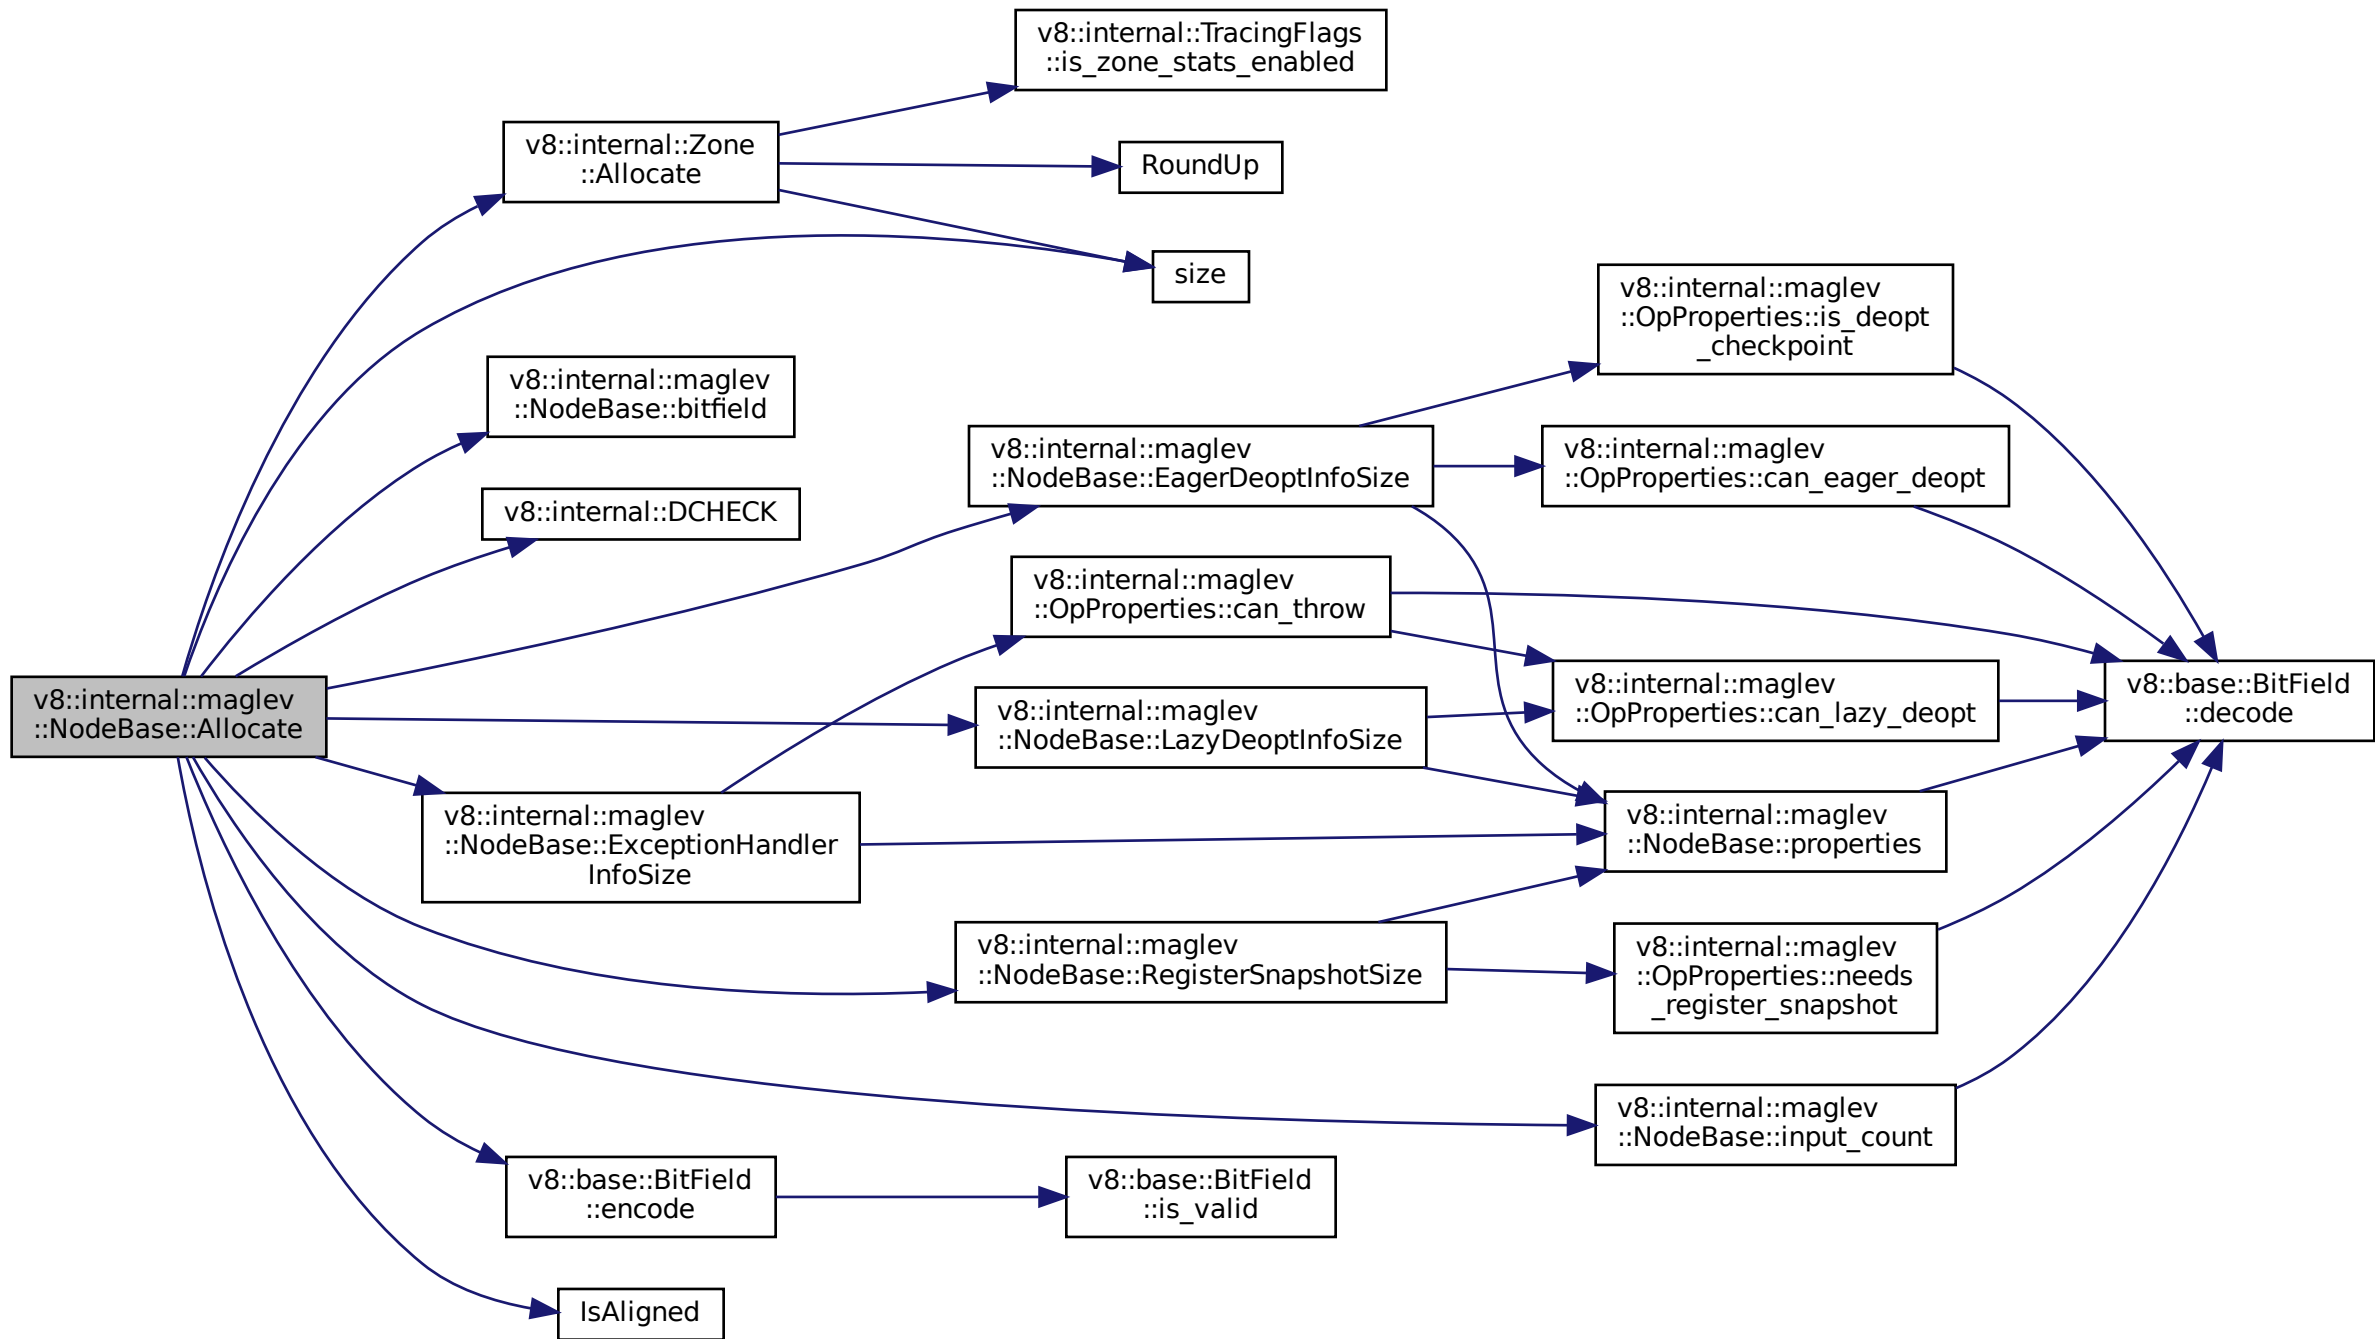 v8::internal::TracingFlags
::is_zone_stats_enabled
v8::internal::Zone
::Allocate
RoundUp
size
v8::internal::maglev
::OpProperties::is_deopt
_checkpoint
v8::internal::maglev
::NodeBase::bitfield
v8::internal::maglev
::NodeBase::EagerDeoptInfoSize
v8::internal::maglev
::OpProperties::can_eager_deopt
v8::internal::DCHECK
v8::internal::maglev
::OpProperties::can_throw
v8::internal::maglev
::NodeBase::Allocate
v8::internal::maglev
::NodeBase::LazyDeoptInfoSize
v8::internal::maglev
::OpProperties::can_lazy_deopt
v8::base::BitField
::decode
v8::internal::maglev
::NodeBase::ExceptionHandler
InfoSize
v8::internal::maglev
::NodeBase::properties
v8::internal::maglev
::NodeBase::RegisterSnapshotSize
v8::internal::maglev
::OpProperties::needs
_register_snapshot
v8::internal::maglev
::NodeBase::input_count
v8::base::BitField
::encode
v8::base::BitField
::is_valid
IsAligned